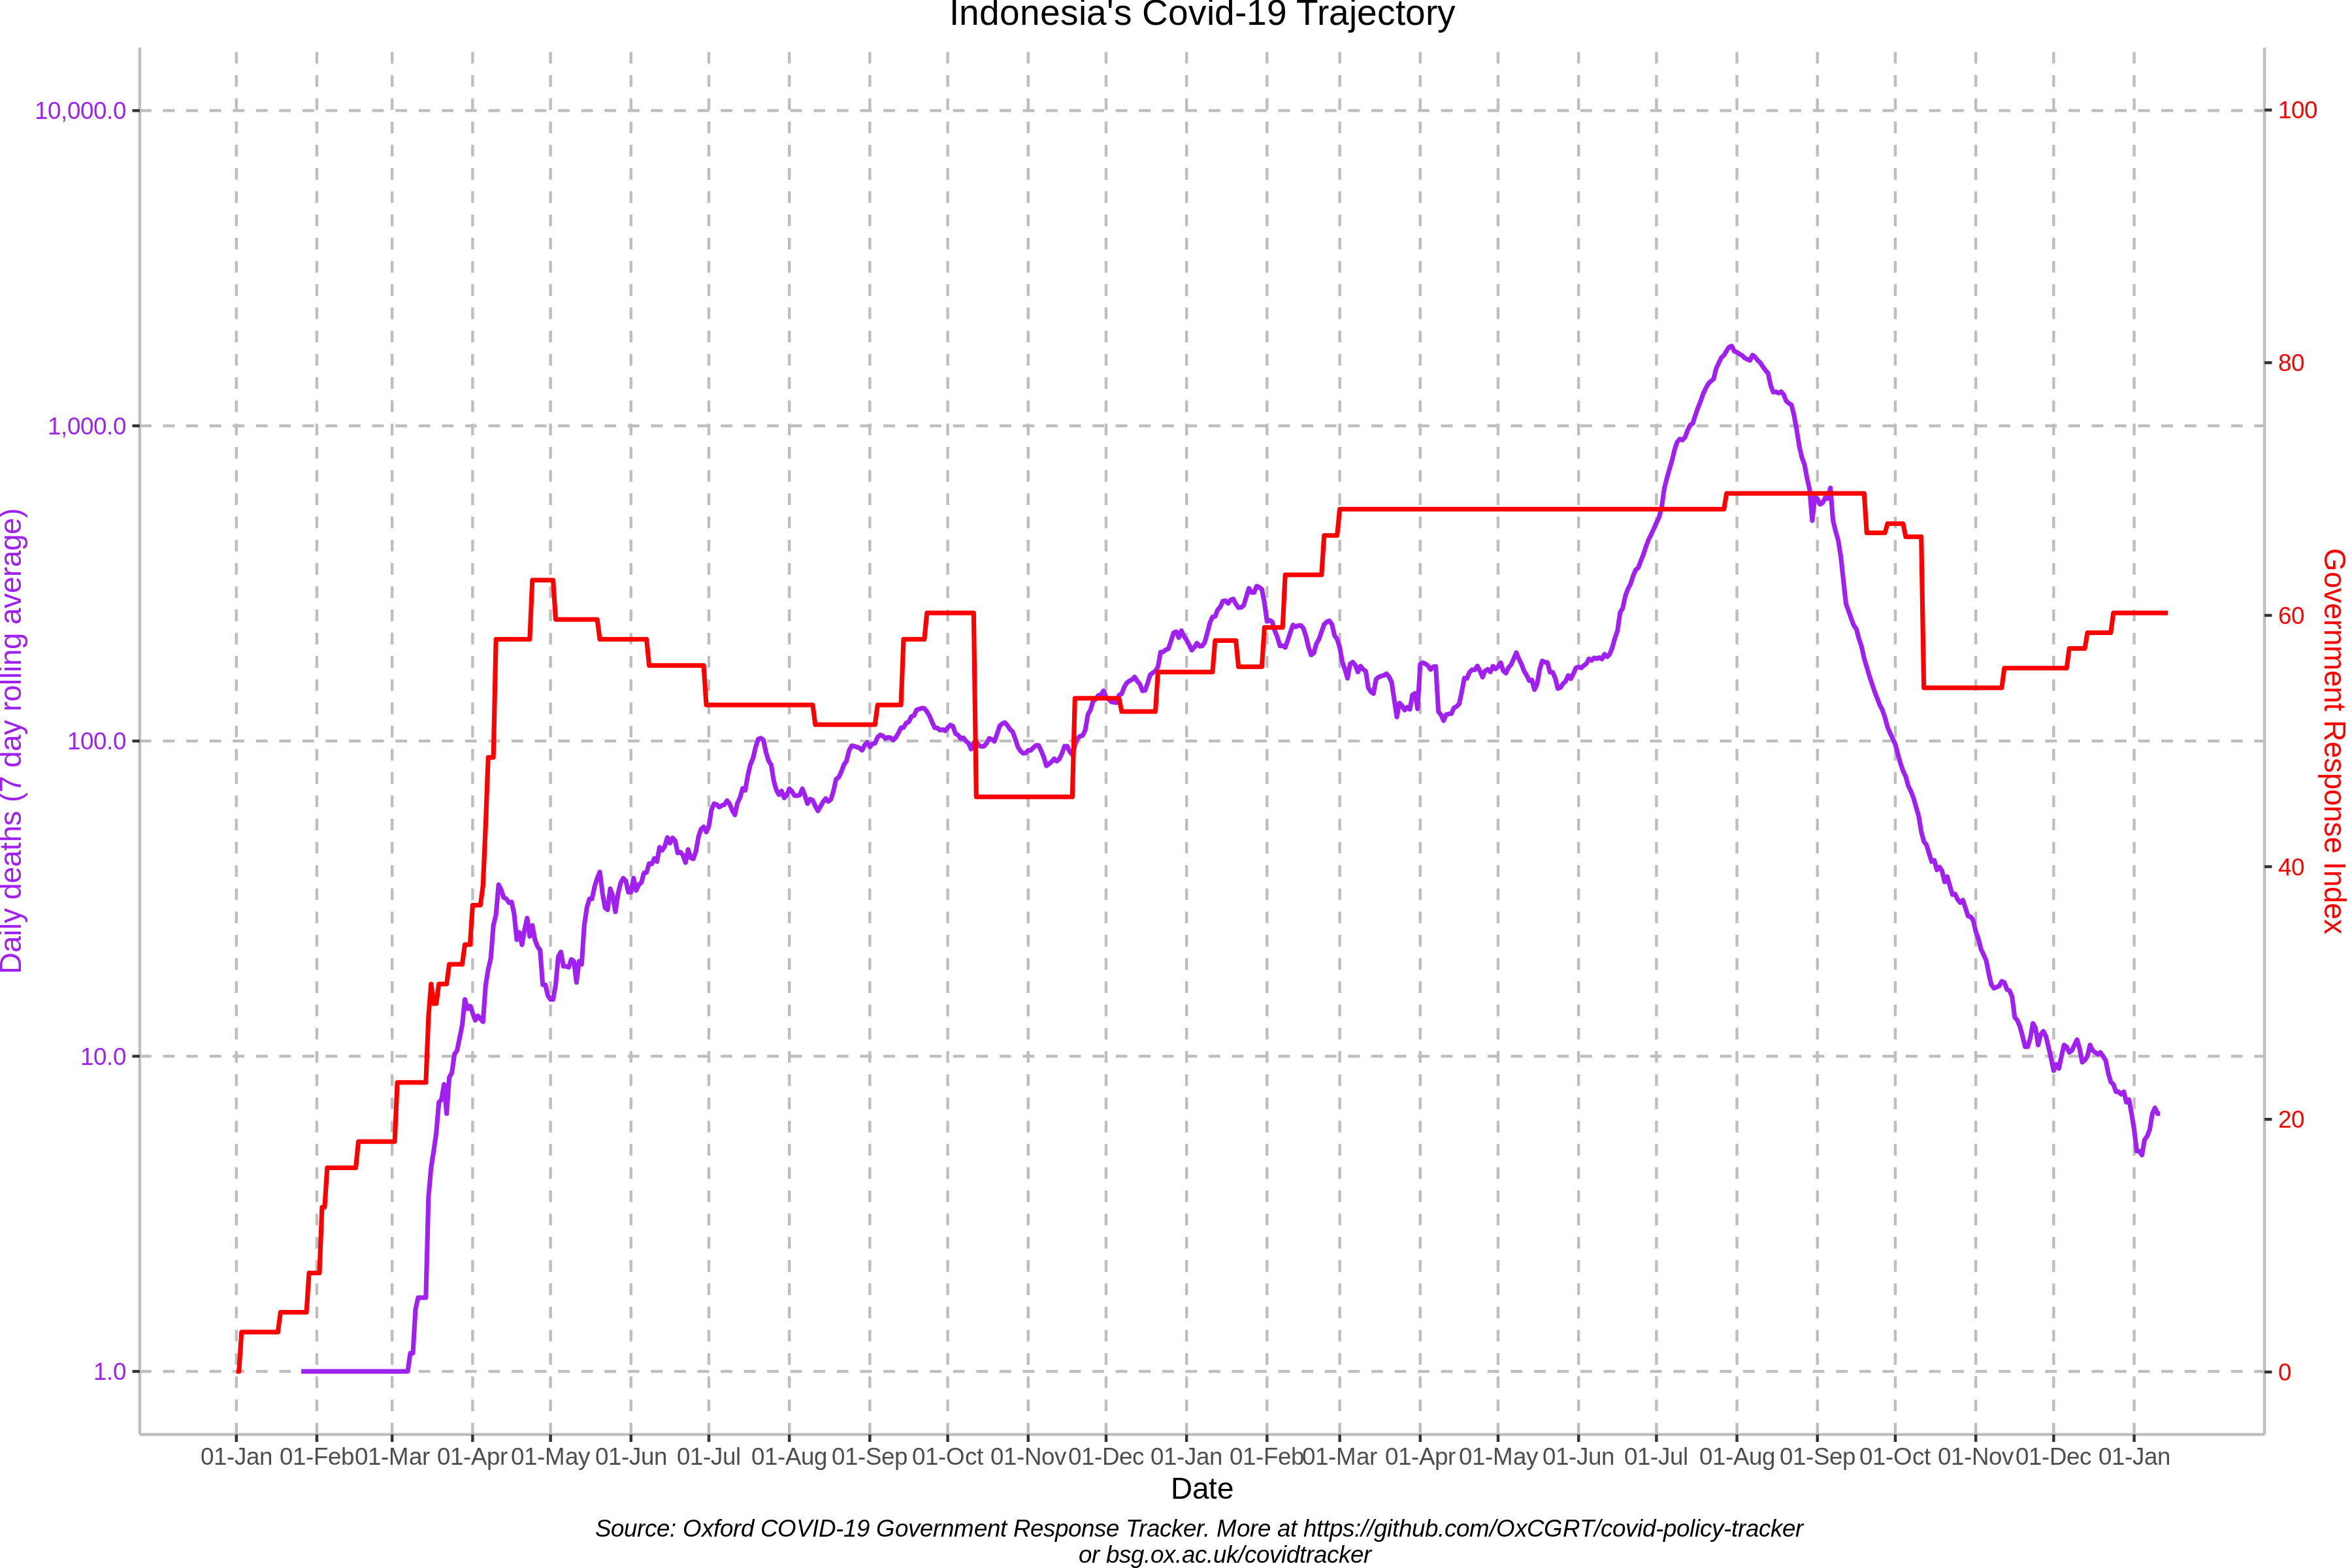 Indonesia's Covid-19 Trajectory
10,000.0
1,000.0
100.0
10.0
1.0
Daily deaths (7 day rolling average)
100
80
60
40
20
0
Government Response Index
01-Jan 01-Feb 01-Mar 01-Apr 01-May 01-Jun 01-Jul 01-Aug 01-Sep 01-Oct 01-Nov 01-Dec 01-Jan 01-Feb 01-Mar 01-Apr 01-May 01-Jun 01-Jul 01-Aug 01-Sep 01-Oct 01-Nov 01-Dec 01-Jan
Date
Source: Oxford COVID-19 Government Response Tracker. More at https://github.com/OxCGRT/covid-policy-tracker
or bsg.ox.ac.uk/covidtracker